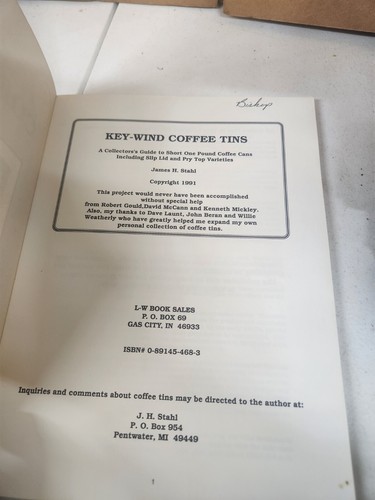 Bishop
KEY-WIND COFFEE TINS
A Collectors's Guide to Short One Pound Coffee Cans
Including Slip Lid and Pry Top Varieties
James H. Stahl
Copyright 1991
This project would never have been accomplished
without special help
from Robert Gould,David McCann and Kenneth Mickley.
Also, my thanks to Dave Launt, John Beran and Willie
Weatherly who have greatly helped me expand my own
personal collection of coffee tins.
L-W BOOK SALES
P. O. BOX 69
GAS CITY, IN 46933
ISBN# 0-89145-468-3
Inquiries and comments about coffee tins may be directed to the author at:
J. H. Stahl
P. O. Box 954
Pentwater, MI 49449
1